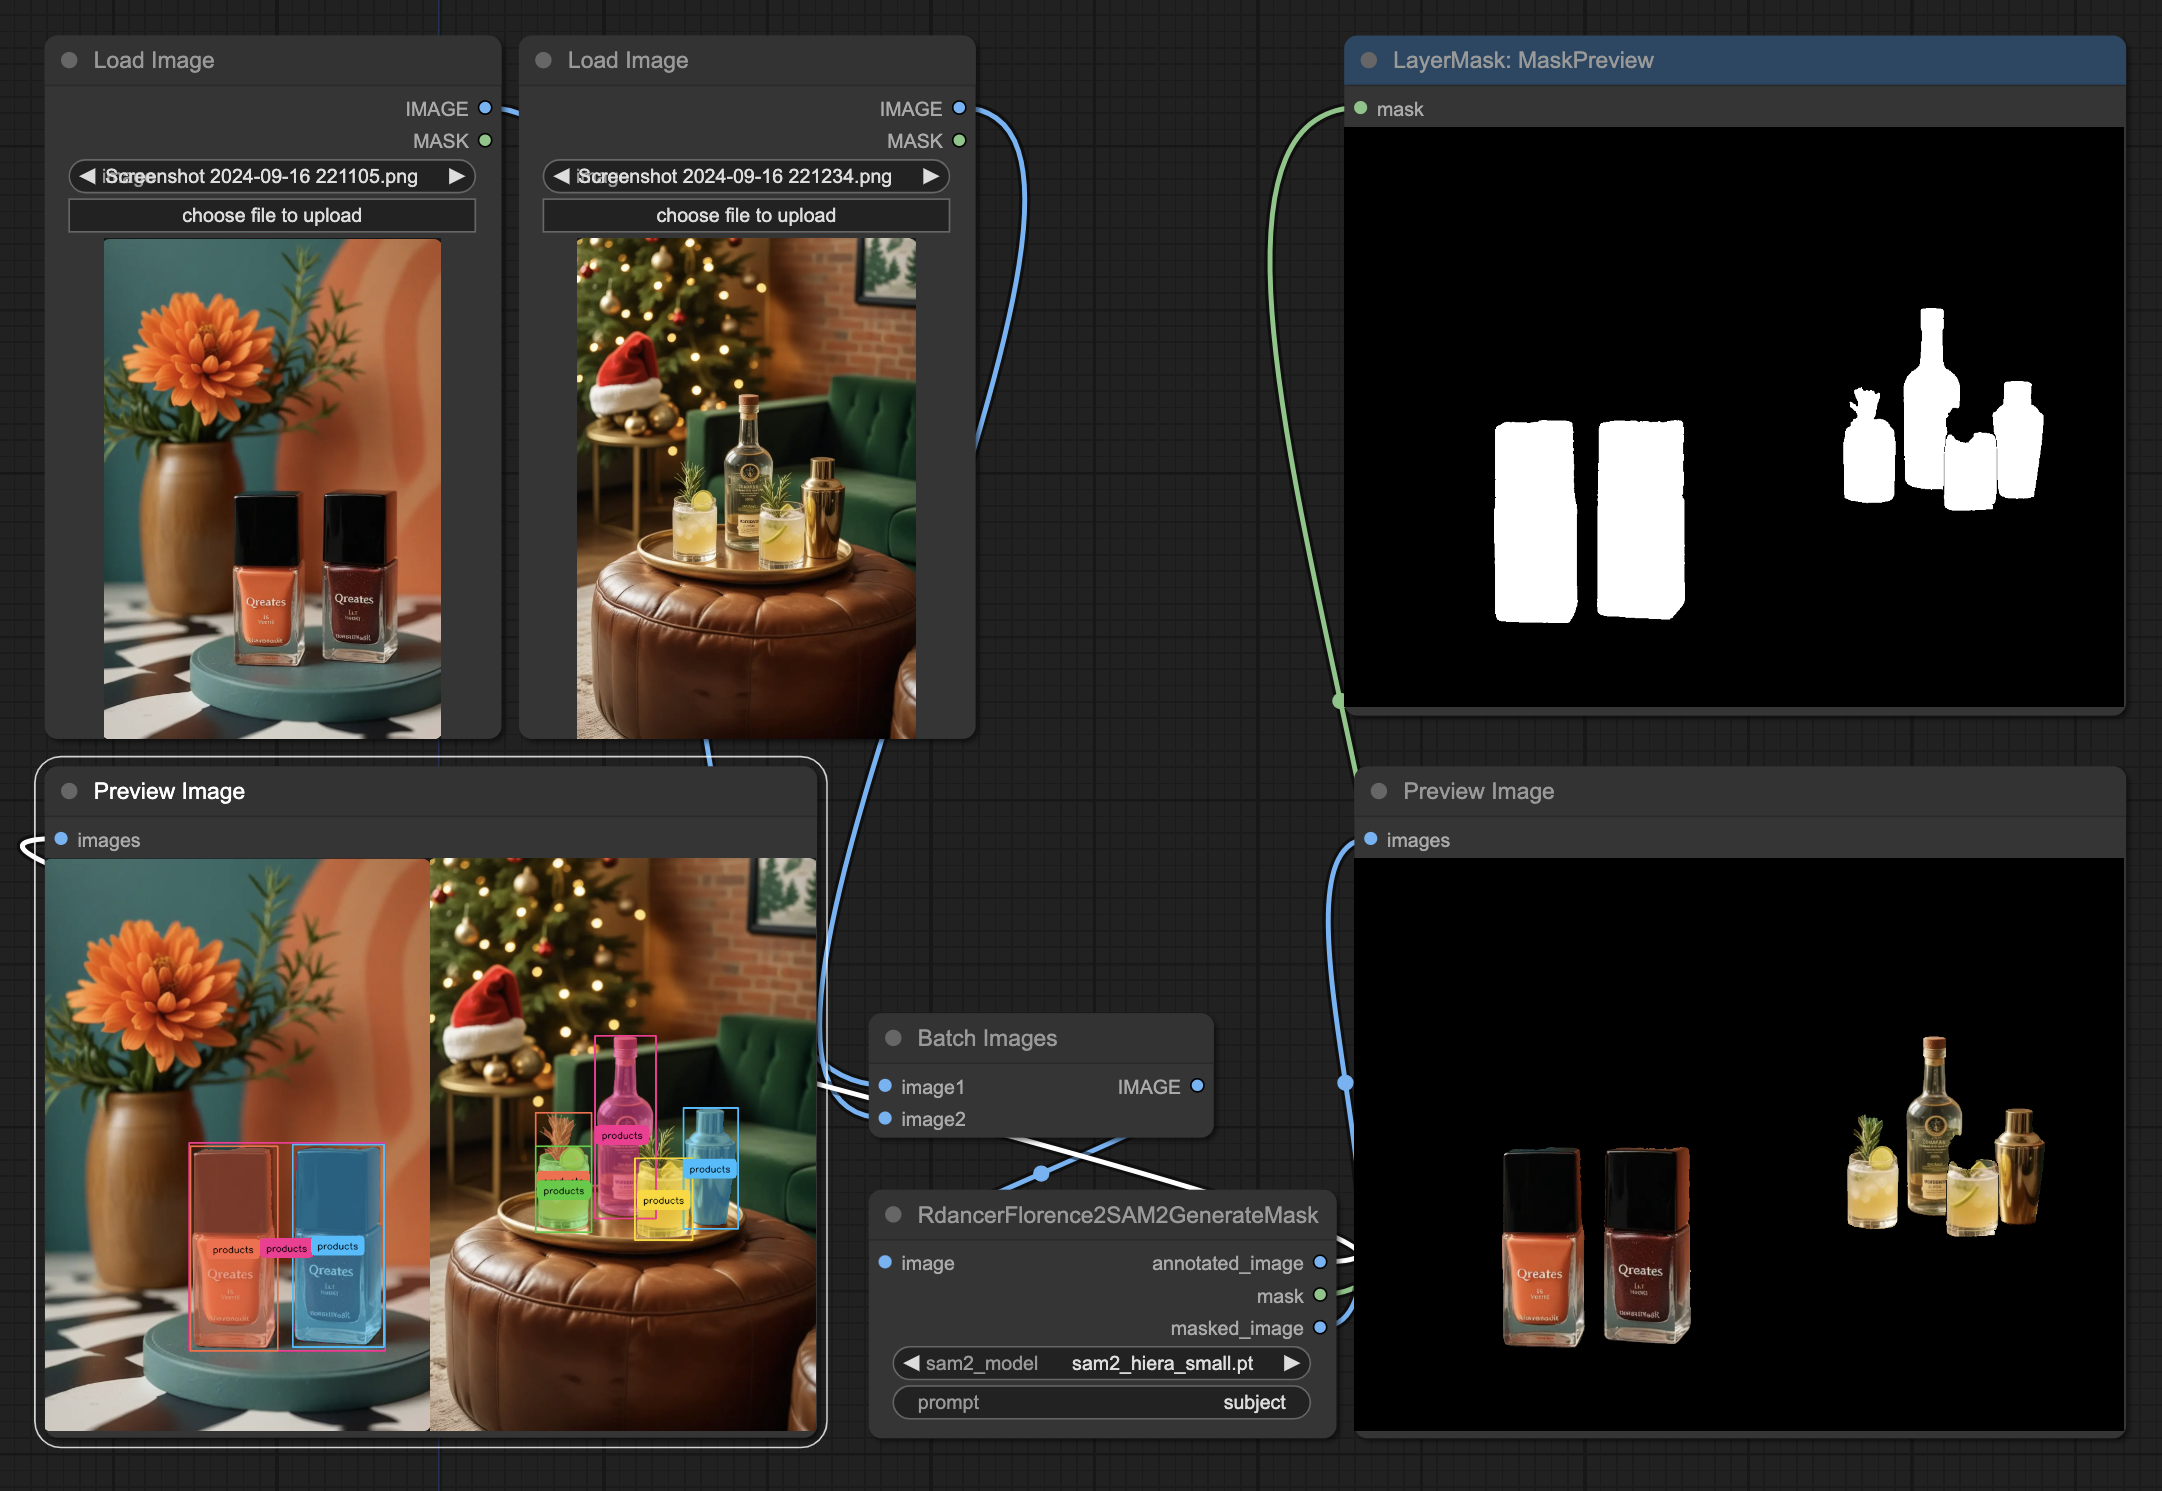 Load Image
IMAGE
MASK
Screenshot 2024-09-16 221105.png
choose file to upload
Qreates
Qreates
Load Image
IMAGE
MASK
Screenshot 2024-09-16 221234.png
choose file to upload
LayerMask: MaskPreview
mask
Preview Image
images
products
products
products
Qreates
Qreates
products
products
products
products
Batch Images
image1
IMAGE
image2
RdancerFlorence2SAM2GenerateMask
image
annotated_image
mask
masked_image
sam2_model sam2_hiera_small.pt
prompt subject
Preview Image
images
Qreates
Qreates